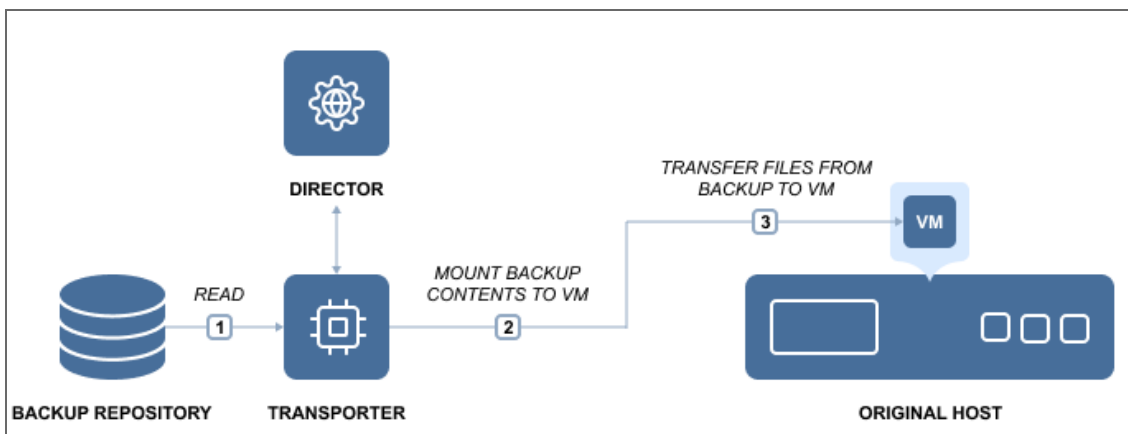 DIRECTOR
TRANSFER FILES FROM
BACKUP TO VM
3
VM
READ
1
MOUNT BACKUP
CONTENTS TO VM
2
BACKUP REPOSITORY
TRANSPORTER
ORIGINAL HOST